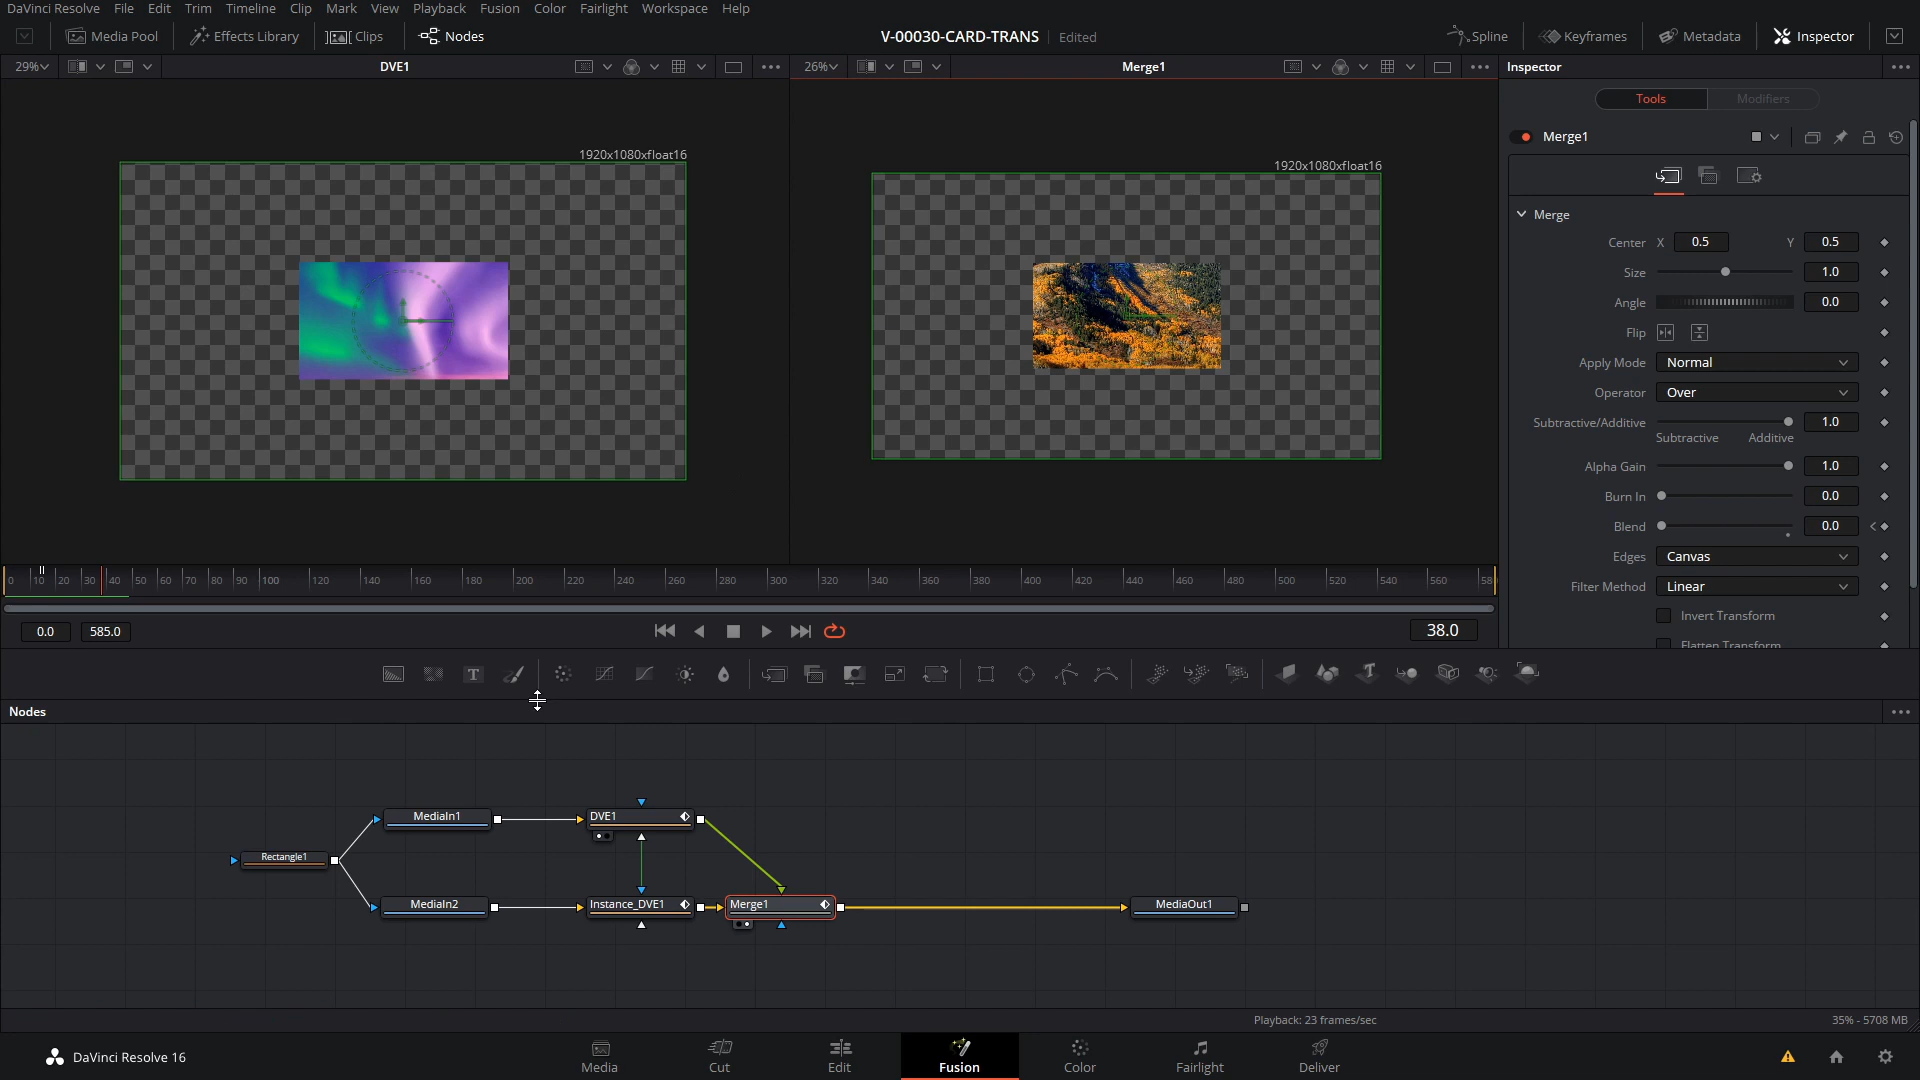 DaVinci Resolve File Edit Trim Timeline Clip Mark View Playback Fusion Color Fairlight Workspace Help
Media Pool Effects Library Clips Nodes V-00030-CARD-TRANS Edited Spline Keyframes Metadata Inspector
29% DVE1 26% Merge1 Inspector
Tools Modifiers
Merge1
1920x1080xfloat16
1920x1080xfloat16
Merge
Center X 0.5 Y 0.5
Size 1.0
Angle 0.0
Flip
Apply Mode Normal
Operator Over
Subtractive/Additive 1.0
Subtractive Additive
Alpha Gain 1.0
Burn In 0.0
Blend 0.0
Edges Canvas
Filter Method Linear
Invert Transform
Flatten Transform
0 10 20 30 40 50 60 70 80 90 100 120 140 160 180 200 220 240 260 280 300 320 340 360 380 400 420 440 460 480 500 520 540 560 58
0.0 585.0 38.0
T T
Nodes
MediaIn1 DVE1
Rectangle1
MediaIn2 Instance_DVE1 Merge1 MediaOut1
Playback: 23 frames/sec 35% - 5708 MB
DaVinci Resolve 16 Media Cut Edit Fusion Color Fairlight Deliver